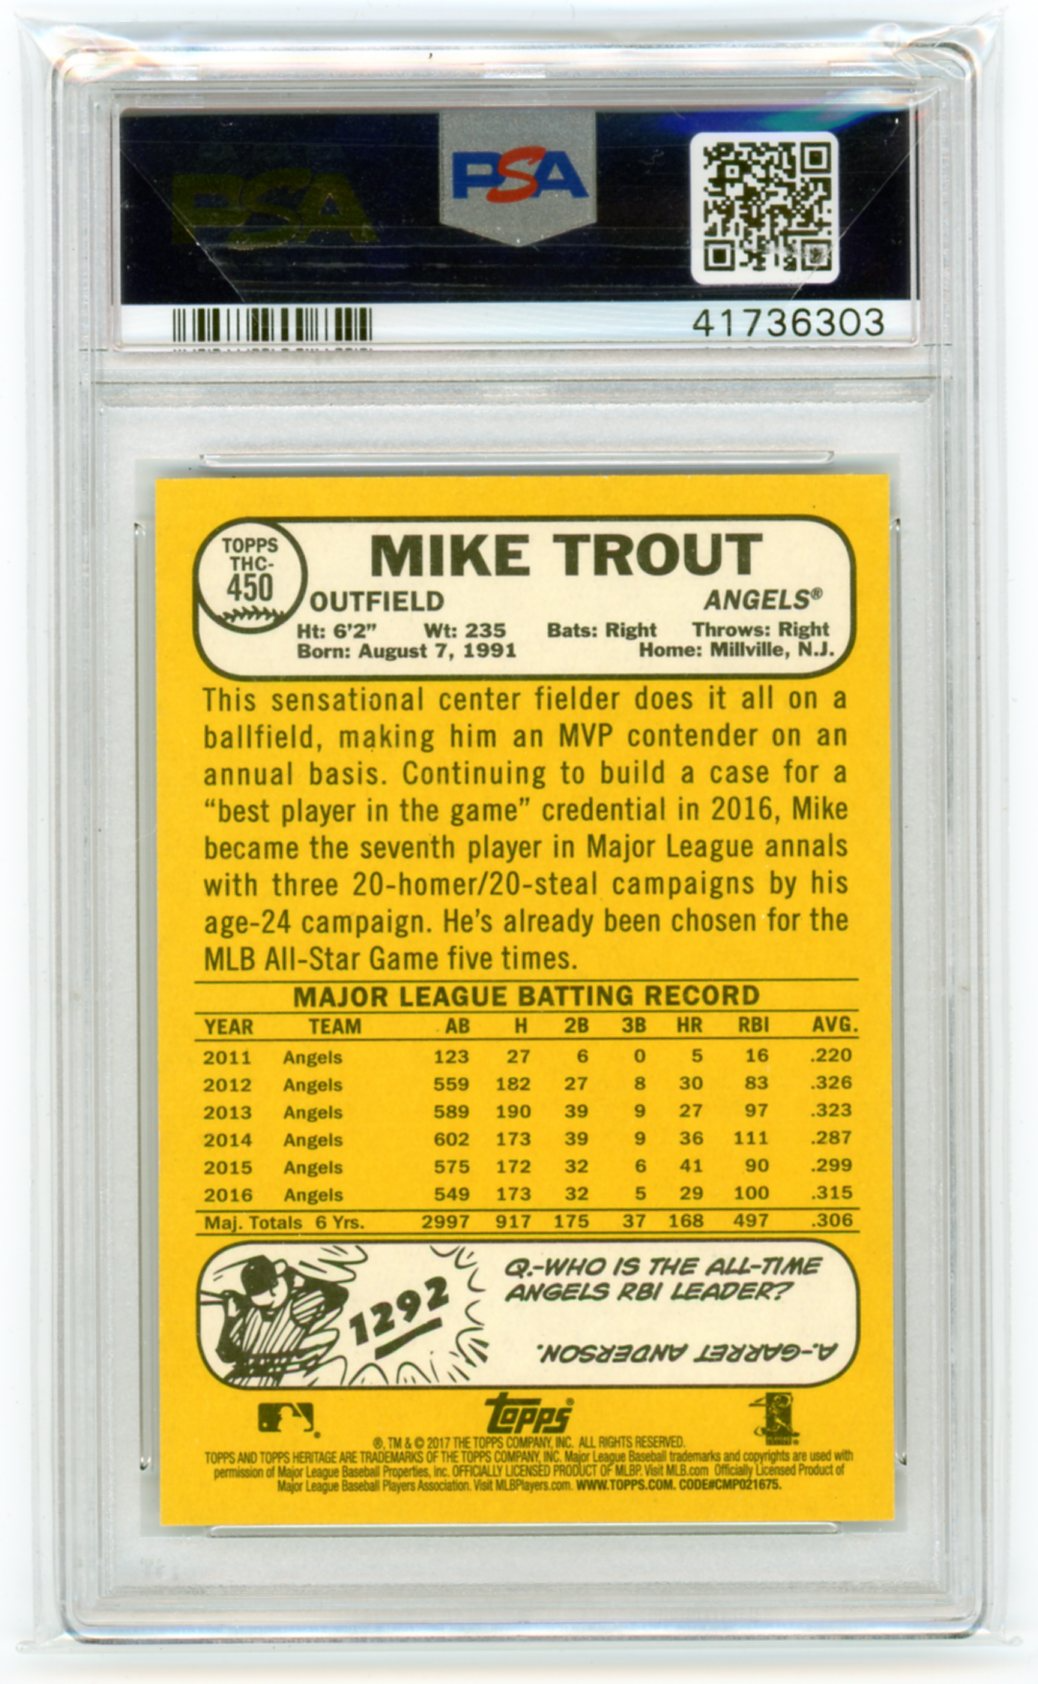 PSA
PSA
41736303
TOPPS
THC-
450
MIKE TROUT
OUTFIELD ANGELS®
Ht: 6'2" Wt: 235 Bats: Right Throws: Right
Born: August 7, 1991 Home: Millville, N.J.
This sensational center fielder does it all on a
ballfield, making him an MVP contender on an
annual basis. Continuing to build a case for a
“best player in the game” credential in 2016, Mike
became the seventh player in Major League annals
with three 20-homer/20-steal campaigns by his
age-24 campaign. He's already been chosen for the
MLB All-Star Game five times.
MAJOR LEAGUE BATTING RECORD
YEAR TEAM AB H 2B 3B HR RBI AVG.
2011 Angels 123 27 6 0 5 16 .220
2012 Angels 559 182 27 8 30 83 .326
2013 Angels 589 190 39 9 27 97 .323
2014 Angels 602 173 39 9 36 111 .287
2015 Angels 575 172 32 6 41 90 .299
2016 Angels 549 173 32 5 29 100 .315
Maj. Totals 6 Yrs. 2997 917 175 37 168 497 .306
1292
Q.-WHO IS THE ALL-TIME
ANGELS RBI LEADER?
A.-GARRET ANDERSON.
Topps®
®, TM & © 2017 THE TOPPS COMPANY, INC. ALL RIGHTS RESERVED.
TOPPS AND TOPPS HERITAGE ARE TRADEMARKS OF THE TOPPS COMPANY, INC. Major League Baseball trademarks and copyrights are used with
permission of Major League Baseball Properties, Inc. OFFICIALLY LICENSED PRODUCT OF MLBP. Visit MLB.com Officially Licensed Product of
Major League Baseball Players Association. Visit MLBPlayers.com. WWW.TOPPS.COM. CODE#CMP021675.